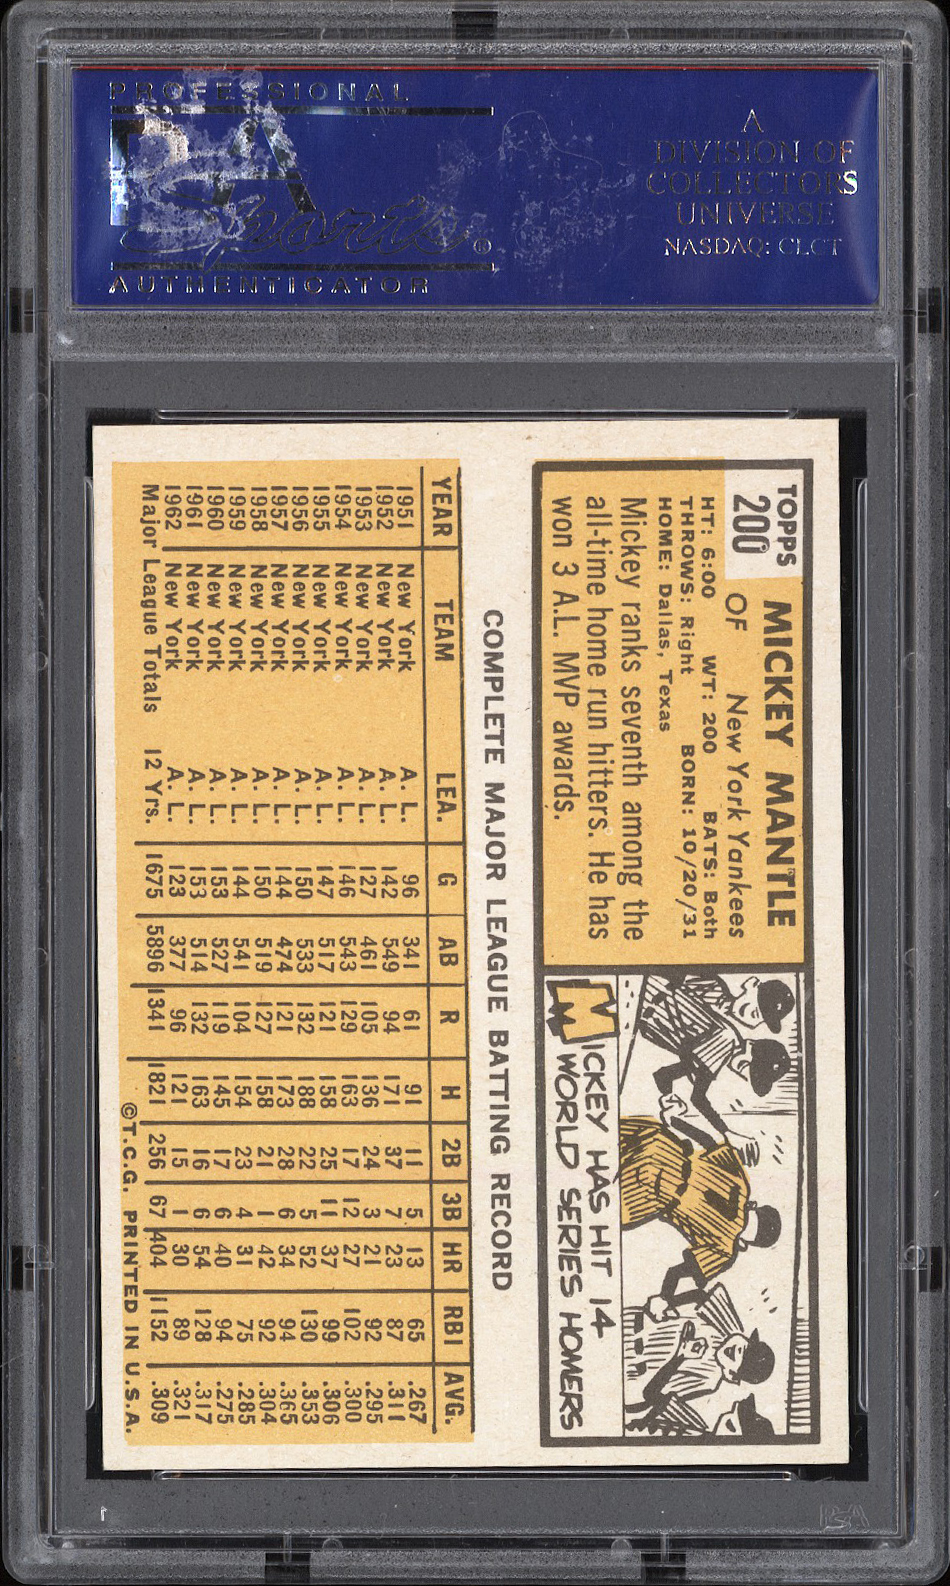 PROFESSIONAL
PSA
Sports
®
AUTHENTICATOR
A
DIVISION OF
COLLECTORS
UNIVERSE
NASDAQ: CLCT
TOPPS
200
MICKEY MANTLE
OF New York Yankees
HT: 6:00 WT: 200 BATS: Both
THROWS: Right BORN: 10/20/31
HOME: Dallas, Texas
Mickey ranks seventh among the
all-time home run hitters. He has
won 3 A.L. MVP awards.
MICKEY HAS HIT 14
WORLD SERIES HOMERS
7
COMPLETE MAJOR LEAGUE BATTING RECORD
YEAR TEAM LEA. G AB R H 2B 3B HR RBI AVG.
1951 New York A. L. 96 341 61 91 11 5 13 65 .267
1952 New York A. L. 142 549 94 171 37 7 23 87 .311
1953 New York A. L. 127 461 105 136 24 3 21 92 .295
1954 New York A. L. 146 543 129 163 17 12 27 102 .300
1955 New York A. L. 147 517 121 158 25 11 37 99 .306
1956 New York A. L. 150 533 132 188 22 5 52 130 .353
1957 New York A. L. 144 474 121 173 28 6 34 94 .365
1958 New York A. L. 150 519 127 158 21 1 42 92 .304
1959 New York A. L. 144 541 104 154 23 4 31 75 .285
1960 New York A. L. 153 527 119 145 17 6 40 94 .275
1961 New York A. L. 153 514 132 163 16 6 54 128 .317
1962 New York A. L. 123 377 96 121 15 1 30 89 .321
Major League Totals 12 Yrs. 1675 5896 1341 1821 256 67 404 1152 .309
©T.C.G. PRINTED IN U.S.A.
PSA